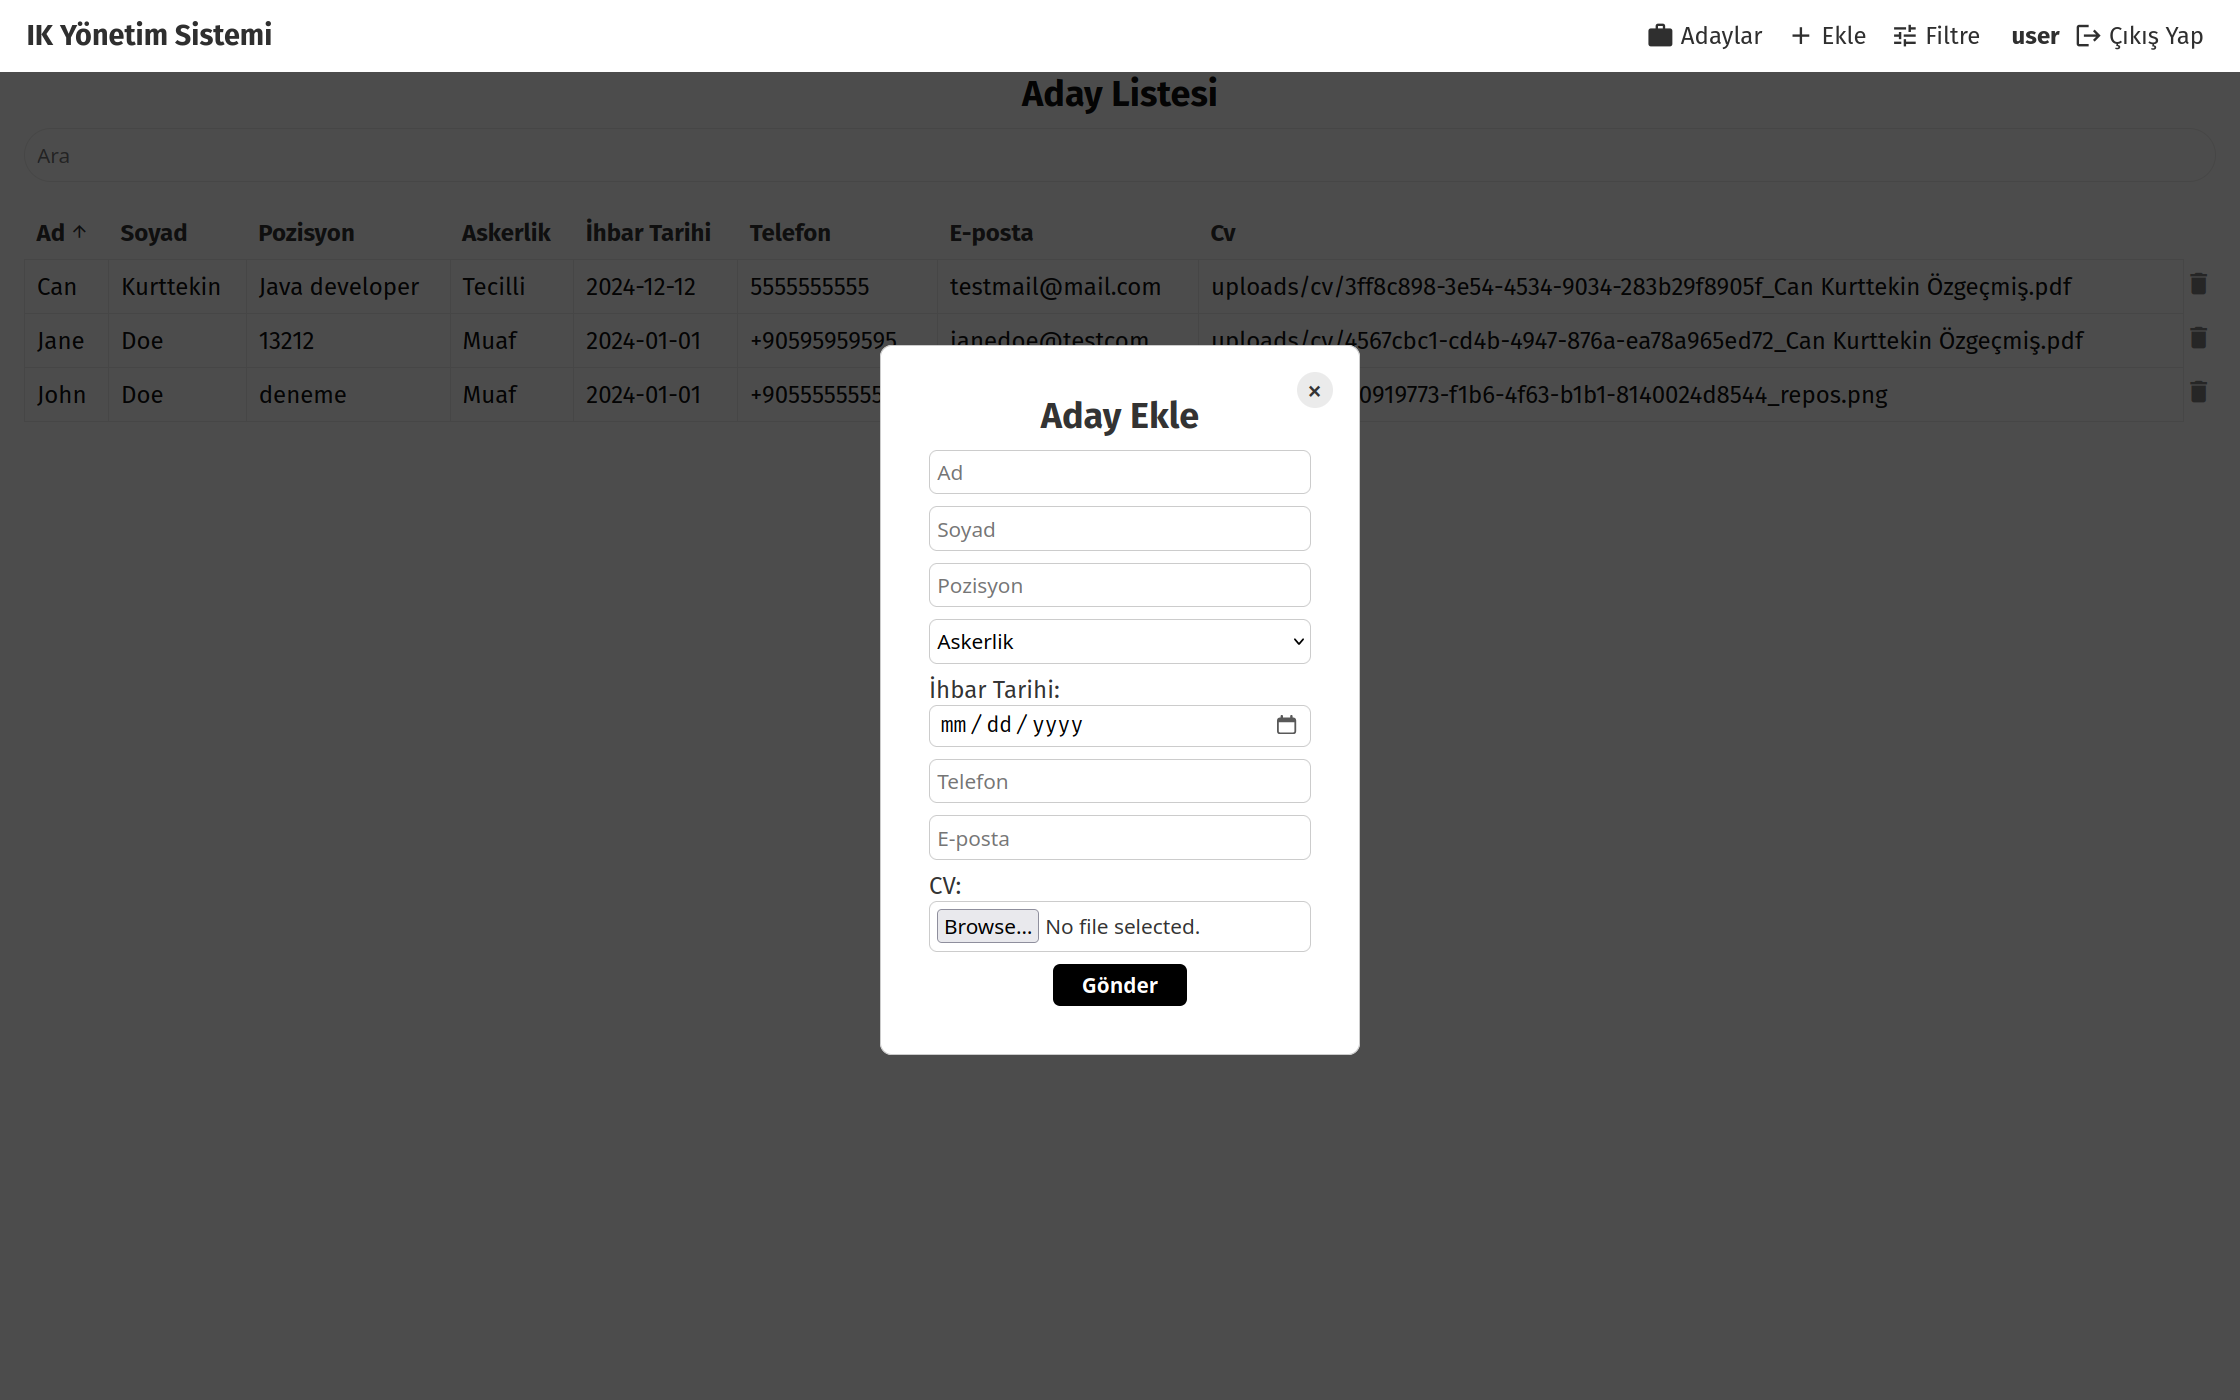 IK Yönetim Sistemi
Adaylar + Ekle Filtre user Çıkış Yap
Aday Listesi
Ara
Ad ↑ Soyad Pozisyon Askerlik İhbar Tarihi Telefon E-posta Cv
Can Kurttekin Java developer Tecilli 2024-12-12 5555555555 testmail@mail.com uploads/cv/3ff8c898-3e54-4534-9034-283b29f8905f_Can Kurttekin Özgeçmiş.pdf
Jane Doe 13212 Muaf 2024-01-01 +90595959595 janedoe@testcom uploads/cv/4567cbc1-cd4b-4947-876a-ea78a965ed72_Can Kurttekin Özgeçmiş.pdf
John Doe deneme Muaf 2024-01-01 +9055555555 0919773-f1b6-4f63-b1b1-8140024d8544_repos.png
×
Aday Ekle
Ad
Soyad
Pozisyon
Askerlik
İhbar Tarihi:
mm/dd/yyyy
Telefon
E-posta
CV:
Browse... No file selected.
Gönder